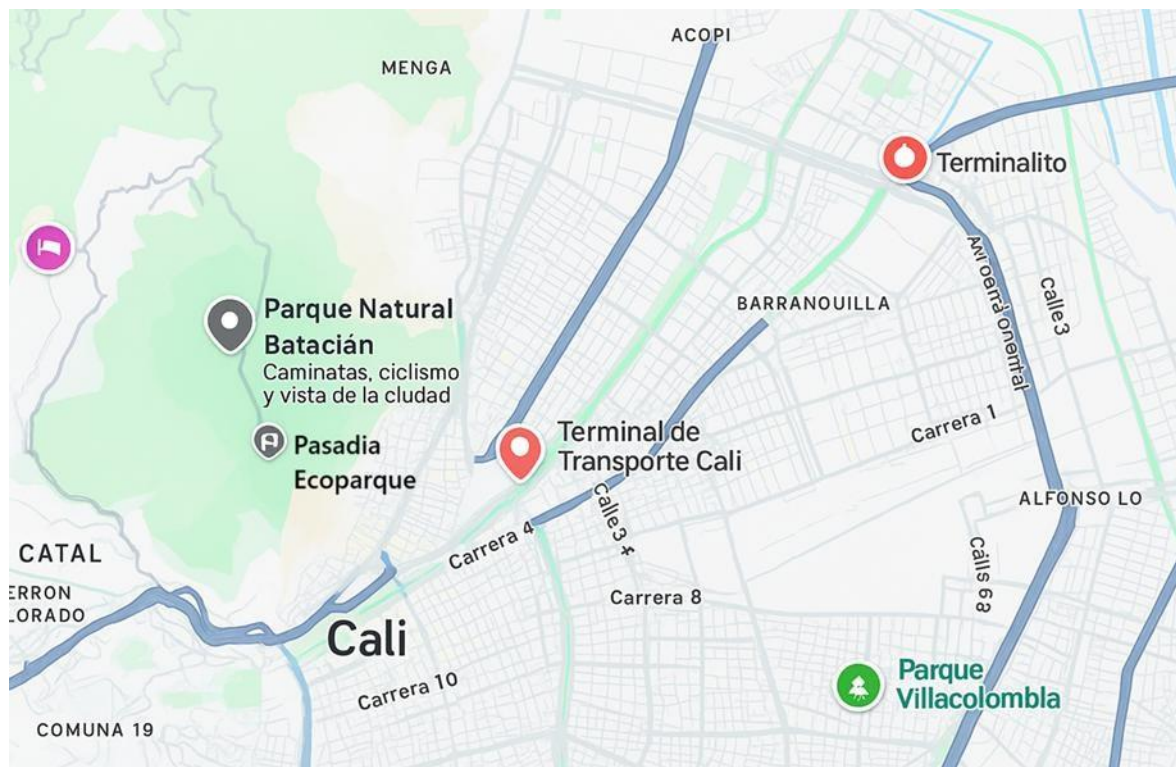 ACOPI
MENGA
Terminalito
Parque Natural
Batacián
Caminatas, ciclismo
y vista de la cludad
BARRANOUILLA
Calle3
Carrera 1
Terminal de
Transporte Cali
Pasadia
Ecoparque
ALFONSO LO
Calle3 4
Carrera 4
CATAL
ERRON
LORADO
Carrera 8
Cálls 68
Cali
Carrera 10
Parque
Villacolombla
COMUNA 19